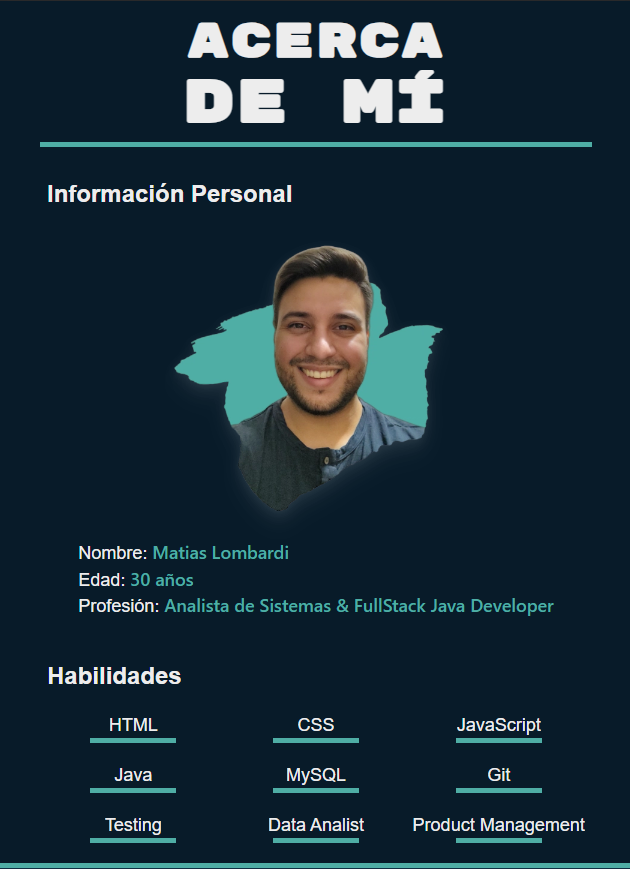 ACERCA
DE MÍ
Información Personal
Nombre: Matias Lombardi
Edad: 30 años
Profesión: Analista de Sistemas & FullStack Java Developer
Habilidades
HTML CSS JavaScript
Java MySQL Git
Testing Data Analist Product Management